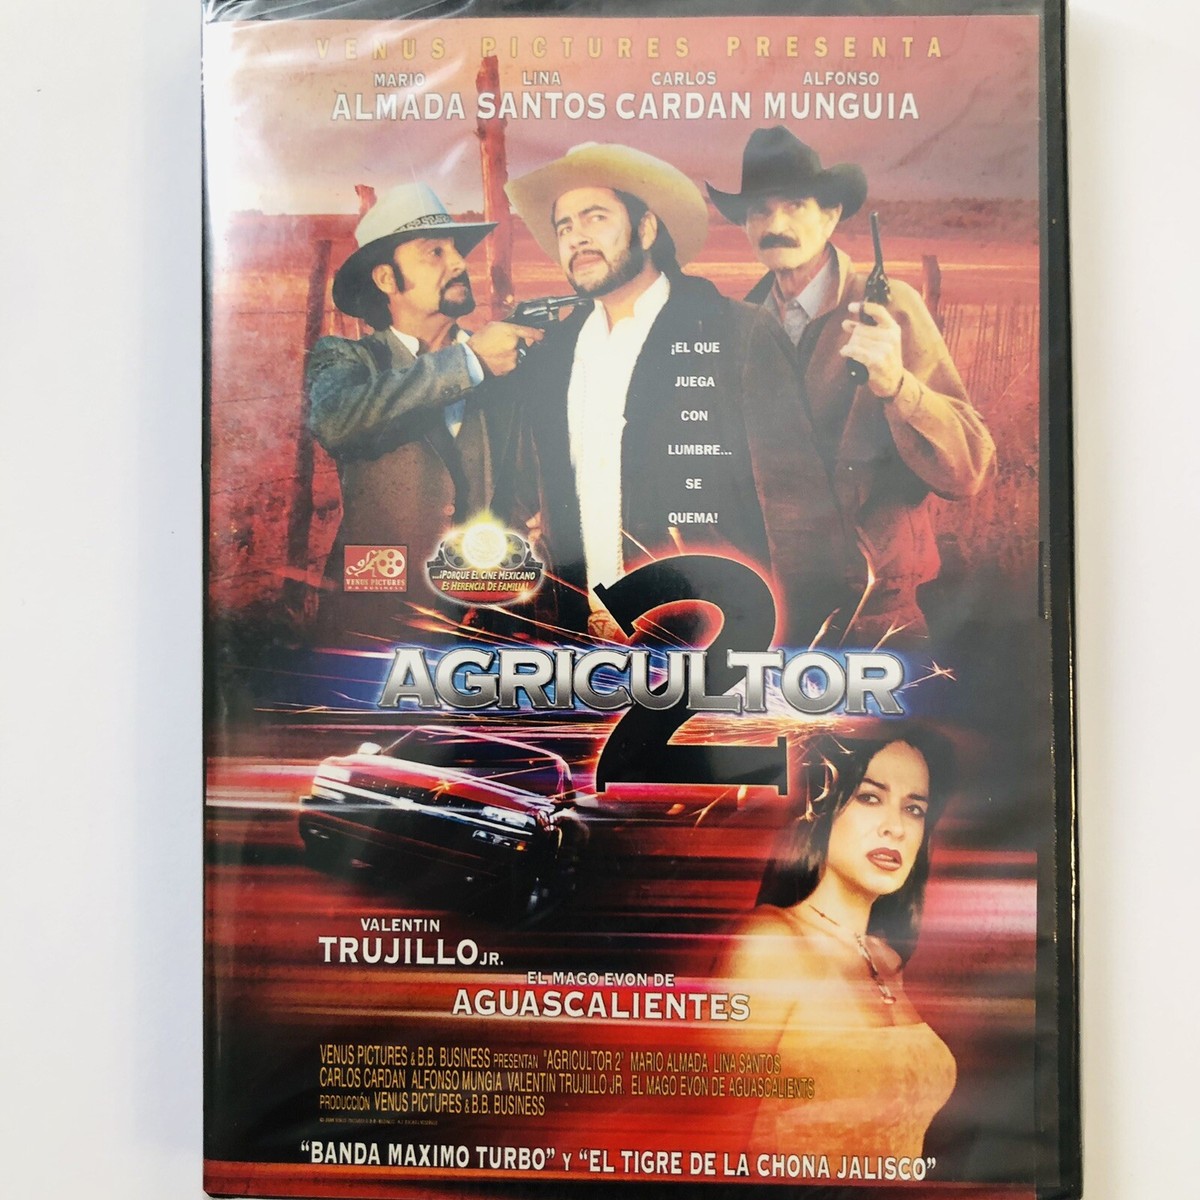 VENUS PICTURES PRESENTA
MARIO LINA CARLOS ALFONSO
ALMADA SANTOS CARDAN MUNGUIA
¡EL QUE
JUEGA
CON
LUMBRE...
SE
QUEMA!
VENUS PICTURES
B.B. BUSINESS
...¡PORQUE EL CINE MEXICANO
ES HERENCIA DE FAMILIA!
2
AGRICULTOR
VALENTIN
TRUJILLO JR.
EL MAGO EVON DE
AGUASCALIENTES
VENUS PICTURES & B.B. BUSINESS PRESENTAN "AGRICULTOR 2" MARIO ALMADA LINA SANTOS
CARLOS CARDAN ALFONSO MUNGIA VALENTIN TRUJILLO JR. EL MAGO EVON DE AGUASCALIENTS
PRODUCCIÓN VENUS PICTURES & B.B. BUSINESS
"BANDA MAXIMO TURBO" Y "EL TIGRE DE LA CHONA JALISCO"